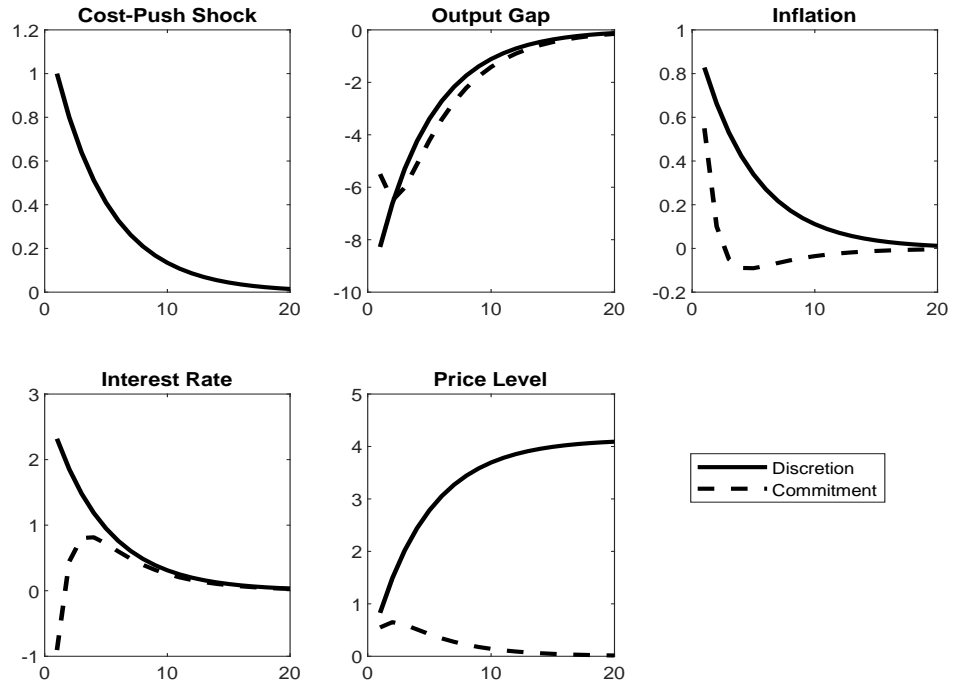 Cost-Push Shock
1.2
1
0.8
0.6
0.4
0.2
0
0 10 20
Output Gap
0
-2
-4
-6
-8
-10
0 10 20
Inflation
1
0.8
0.6
0.4
0.2
0
-0.2
0 10 20
Interest Rate
3
2
1
0
-1
0 10 20
Price Level
5
4
3
2
1
0
0 10 20
Discretion
Commitment